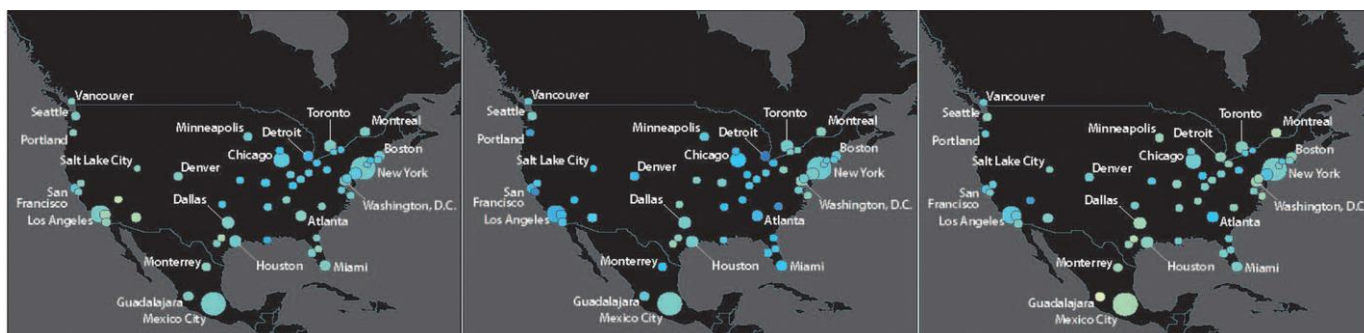 Vancouver
Seattle
Portland
Minneapolis
Detroit
Toronto
Montreal
Boston
Chicago
Salt Lake City
Denver
New York
San
Francisco
Los Angeles
Dallas
Atlanta
Washington, D.C.
Monterrey
Houston
Miami
Guadalajara
Mexico City
Vancouver
Seattle
Portland
Minneapolis
Detroit
Toronto
Montreal
Boston
Chicago
Salt Lake City
Denver
New York
San
Francisco
Los Angeles
Dallas
Atlanta
Washington, D.C.
Monterrey
Houston
Miami
Guadalajara
Mexico City
Vancouver
Seattle
Portland
Minneapolis
Detroit
Toronto
Montreal
Boston
Chicago
Salt Lake City
Denver
New York
San
Francisco
Los Angeles
Dallas
Atlanta
Washington, D.C.
Monterrey
Houston
Miami
Guadalajara
Mexico City